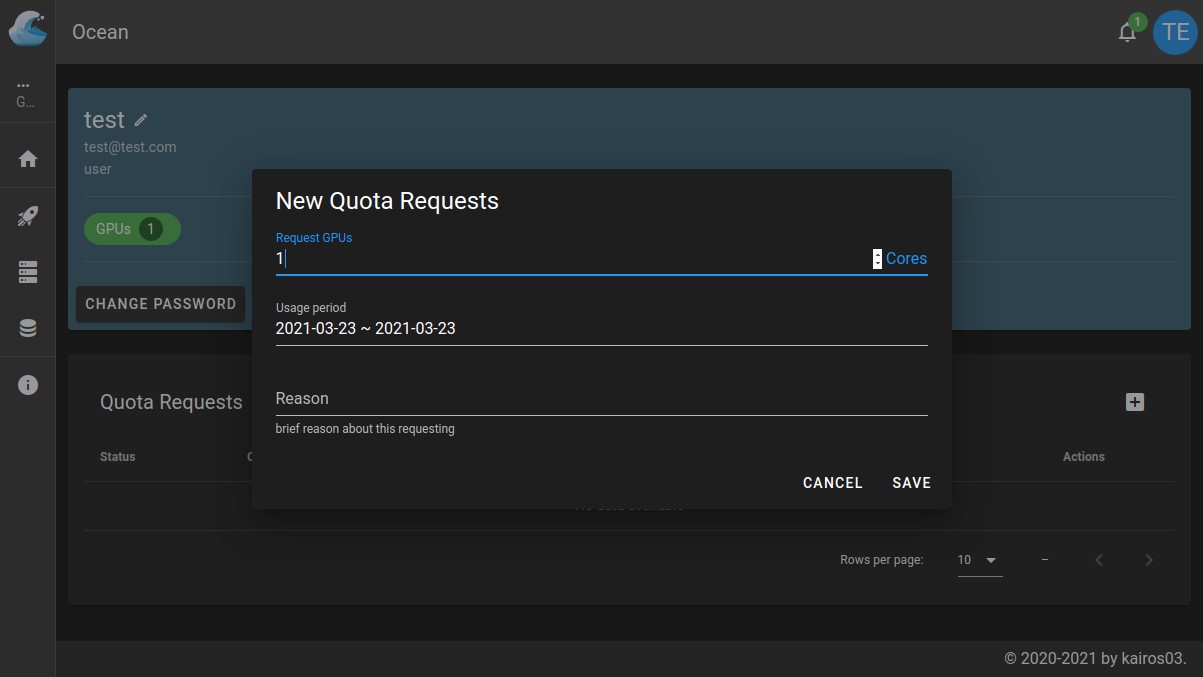 Ocean
1
TE
...
G...
test
test@test.com
user
GPUs 1
CHANGE PASSWORD
New Quota Requests
Request GPUs
1
Cores
Usage period
2021-03-23 ~ 2021-03-23
Reason
brief reason about this requesting
CANCEL
SAVE
Quota Requests
Status
Actions
Rows per page:
10
–
© 2020-2021 by kairos03.